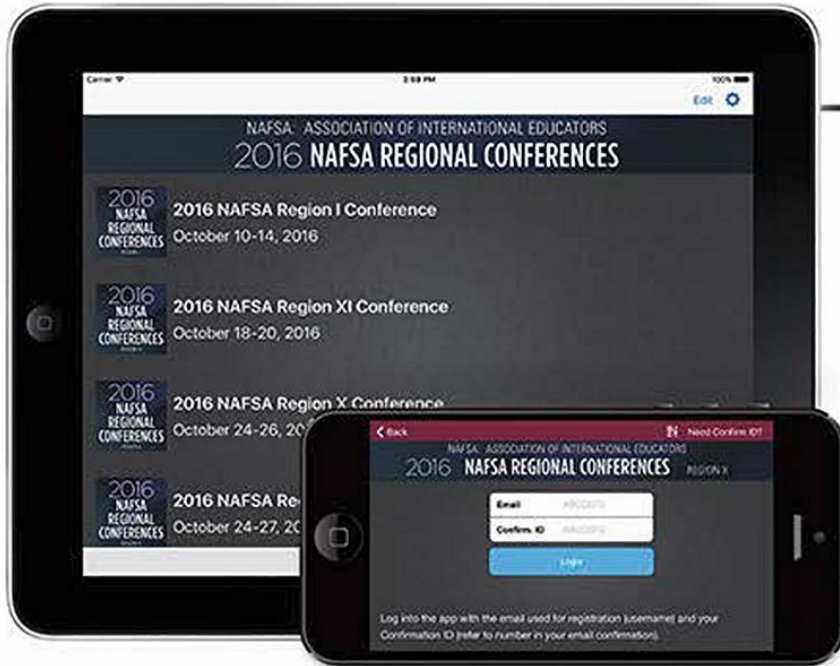 Carrier
3:59 PM
100%
Edit
NAFSA: ASSOCIATION OF INTERNATIONAL EDUCATORS
2016 NAFSA REGIONAL CONFERENCES
2016
NAFSA
REGIONAL
CONFERENCES
2016 NAFSA Region I Conference
October 10-14, 2016
2016
NAFSA
REGIONAL
CONFERENCES
2016 NAFSA Region XI Conference
October 18-20, 2016
2016
NAFSA
REGIONAL
CONFERENCES
2016 NAFSA Region X Conference
October 24-26, 20
2016
NAFSA
REGIONAL
CONFERENCES
2016 NAFSA Re
October 24-27, 20
Back
Need Confirm ID?
NAFSA: ASSOCIATION OF INTERNATIONAL EDUCATORS
2016 NAFSA REGIONAL CONFERENCES REGION X
Email
Confirm. ID
Login
Log into the app with the email used for registration (username) and your
Confirmation ID (refer to number in your email confirmation).